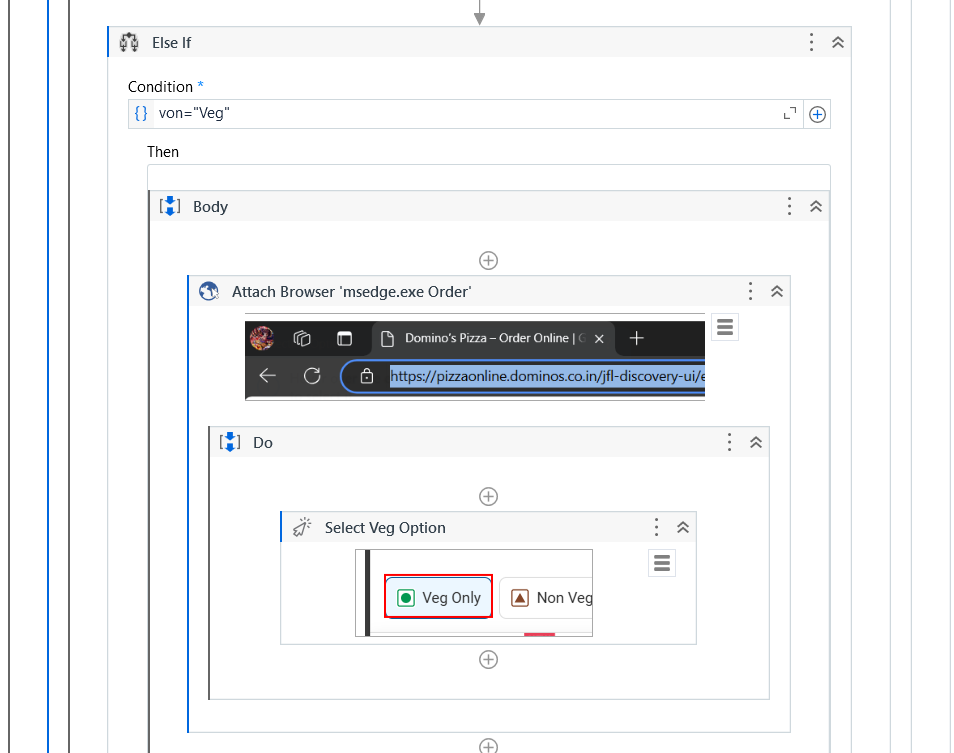 Else If
Condition *
{} von="Veg"
Then
Body
Attach Browser 'msedge.exe Order'
Domino's Pizza – Order Online | G
https://pizzaonline.dominos.co.in/jfl-discovery-ui/e
Do
Select Veg Option
Veg Only Non Veg